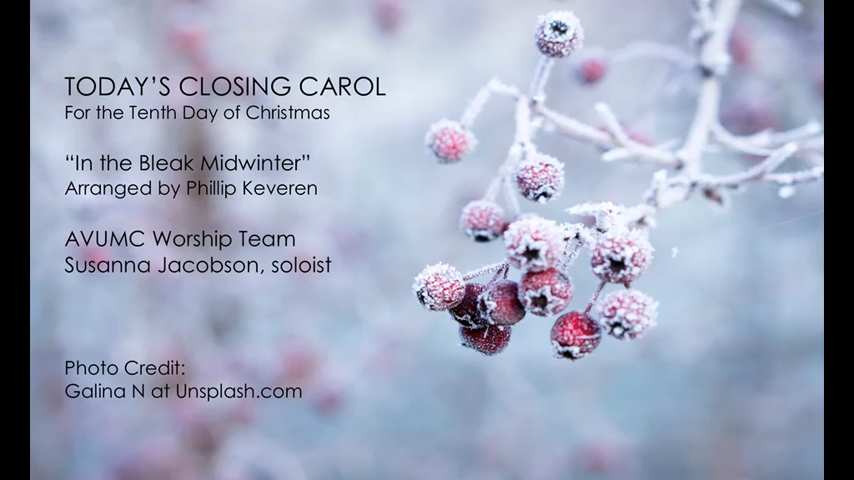 TODAY’S CLOSING CAROL
For the Tenth Day of Christmas
“In the Bleak Midwinter”
Arranged by Phillip Keveren
AVUMC Worship Team
Susanna Jacobson, soloist
Photo Credit:
Galina N at Unsplash.com